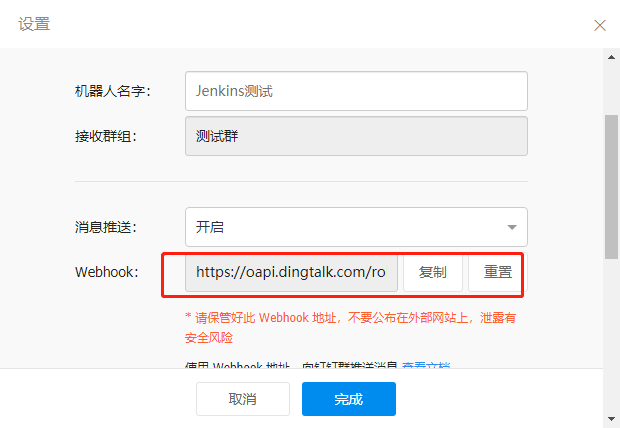 设置
机器人名字： Jenkins测试
接收群组： 测试群
消息推送： 开启
Webhook： https://oapi.dingtalk.com/ro 复制 重置
* 请保管好此 Webhook 地址，不要公布在外部网站上，泄露有
安全风险
使用 Webhook 地址，向钉钉群推送消息 查看文档
取消 完成